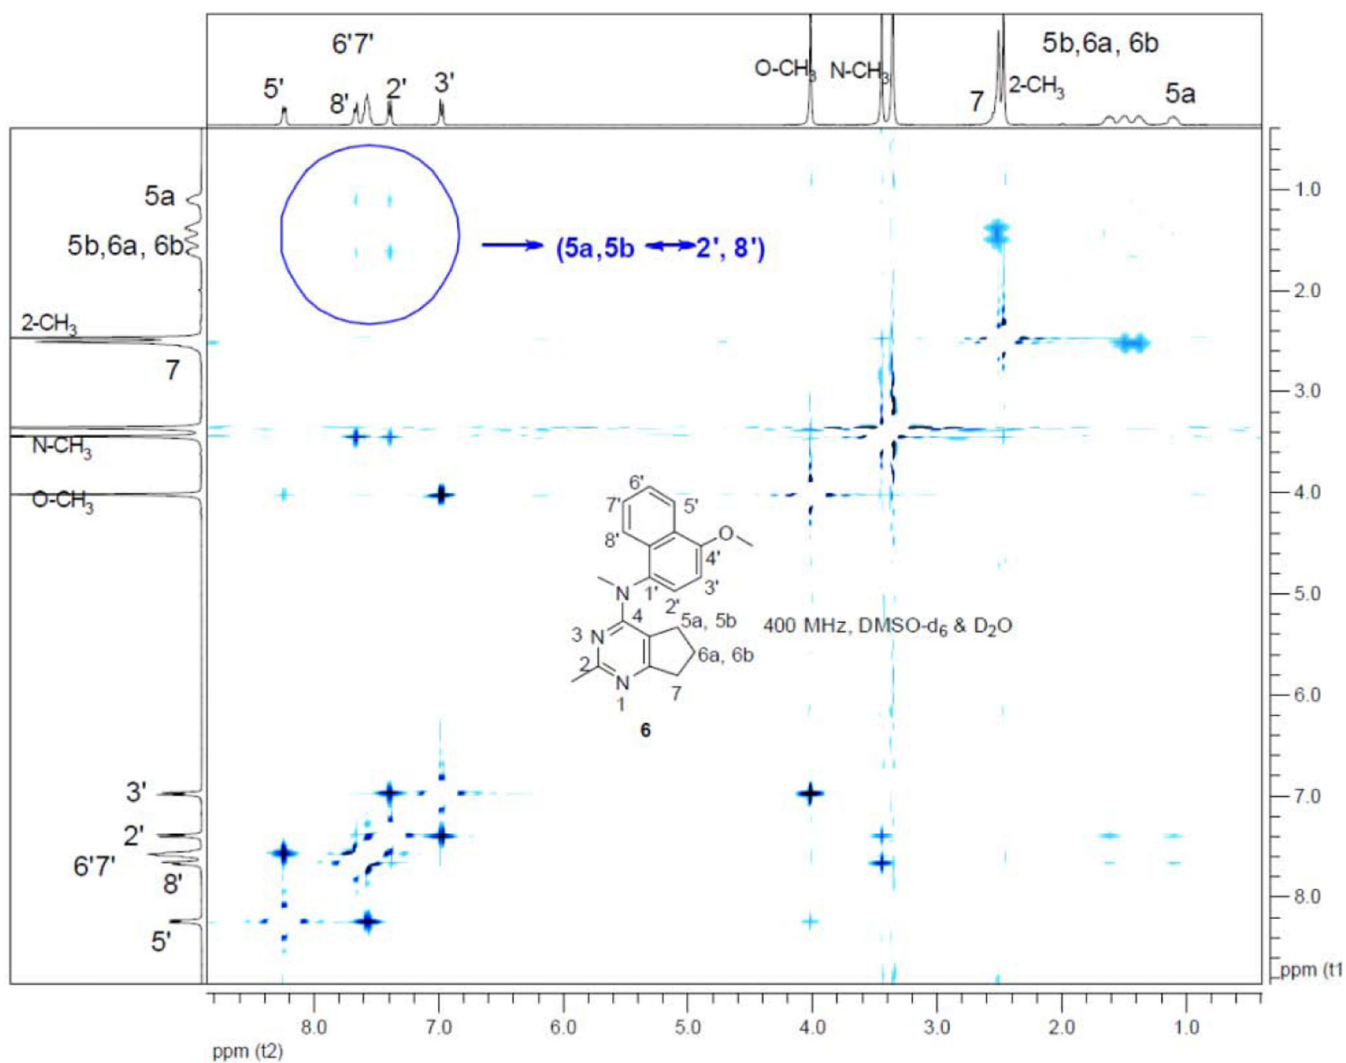 6'7'
5b,6a, 6b
O-CH3 N-CH3
5' 8' 2' 3' 7 2-CH3 5a
5a
5b,6a, 6b
(5a,5b 2', 8')
2-CH3
7
N-CH3
O-CH3
1.0
2.0
3.0
4.0
5.0
6.0
7.0
8.0
ppm (t1
6'
7' 5'
8' O
4'
1' 3'
N 2'
4 5a, 5b
3 N 6a, 6b
2 N 7
1
6
400 MHz, DMSO-d6 & D2O
3'
2'
6'7'
8'
5'
8.0 7.0 6.0 5.0 4.0 3.0 2.0 1.0
ppm (t2)